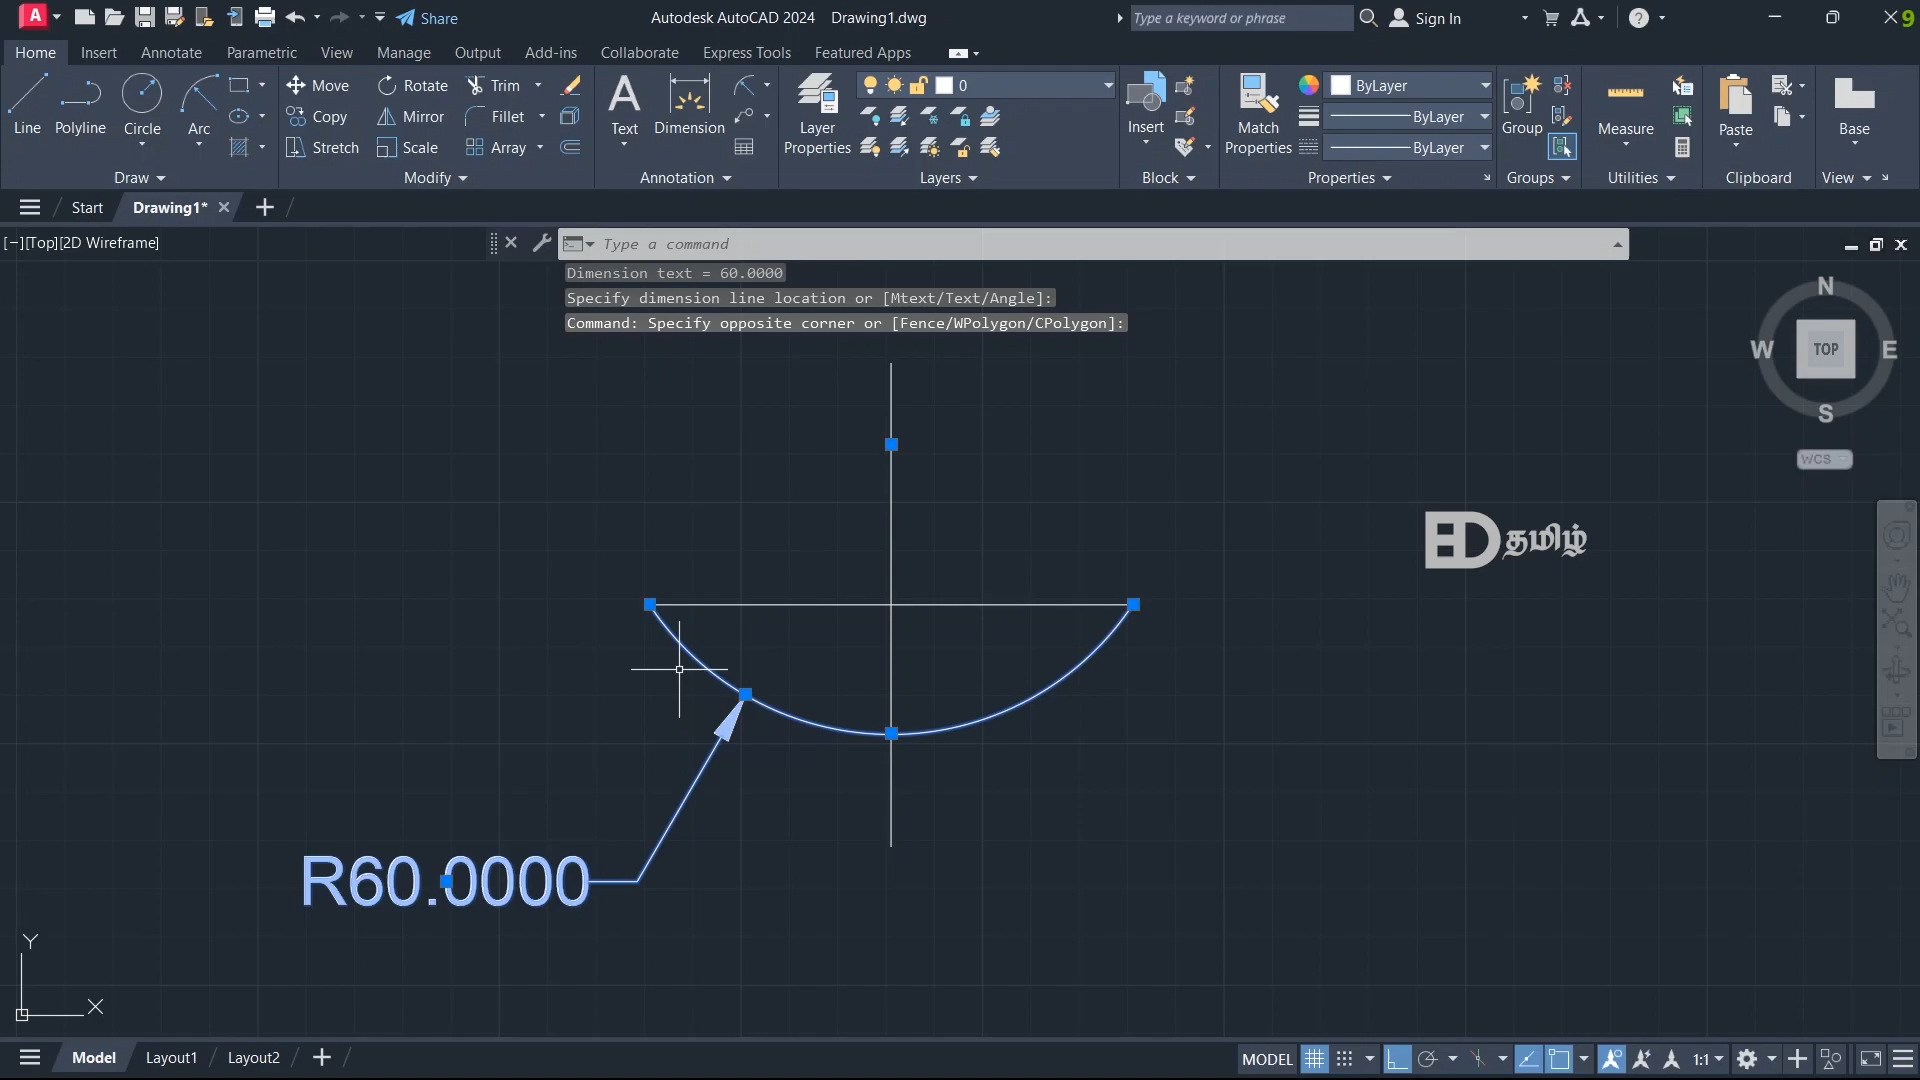 Share
Autodesk AutoCAD 2024 Drawing1.dwg
Type a keyword or phrase
Sign In
9
Home Insert Annotate Parametric View Manage Output Add-ins Collaborate Express Tools Featured Apps
Line Polyline Circle Arc
Move Rotate Trim
Copy Mirror Fillet
Stretch Scale Array
Text Dimension
Layer Properties
0
Insert
Match Properties
ByLayer
ByLayer
ByLayer
Group
Measure
Paste
Base
Draw Modify Annotation Layers Block Properties Groups Utilities Clipboard View
Start Drawing1*
[−][Top][2D Wireframe]
Type a command
Dimension text = 60.0000
Specify dimension line location or [Mtext/Text/Angle]:
Command: Specify opposite corner or [Fence/WPolygon/CPolygon]:
N
W TOP E
S
WCS
ED தமிழ்
R60.0000
Y
X
Model Layout1 Layout2
MODEL 1:1